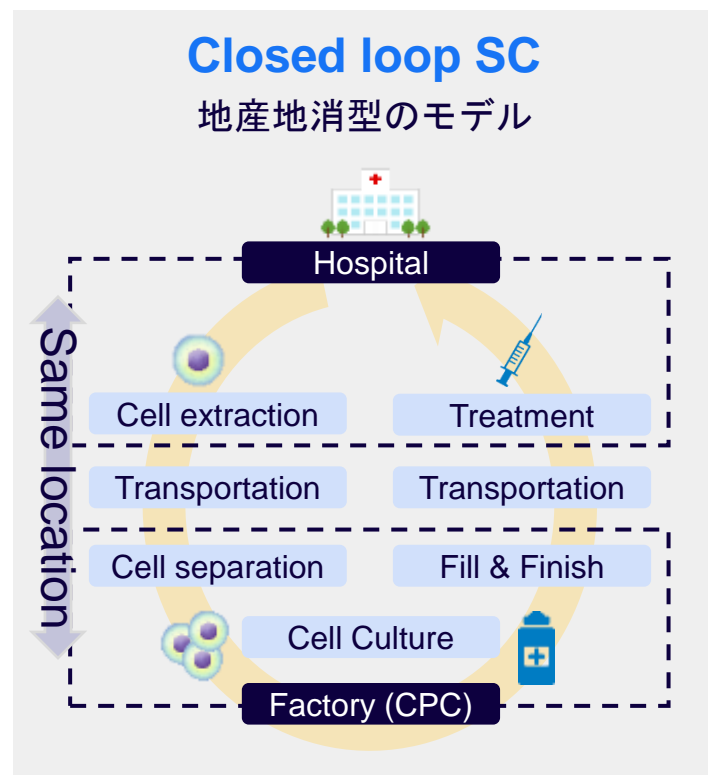 Closed loop SC
地産地消型のモデル
Hospital
Same location
Cell extraction
Treatment
Transportation
Transportation
Cell separation
Fill & Finish
Cell Culture
Factory (CPC)